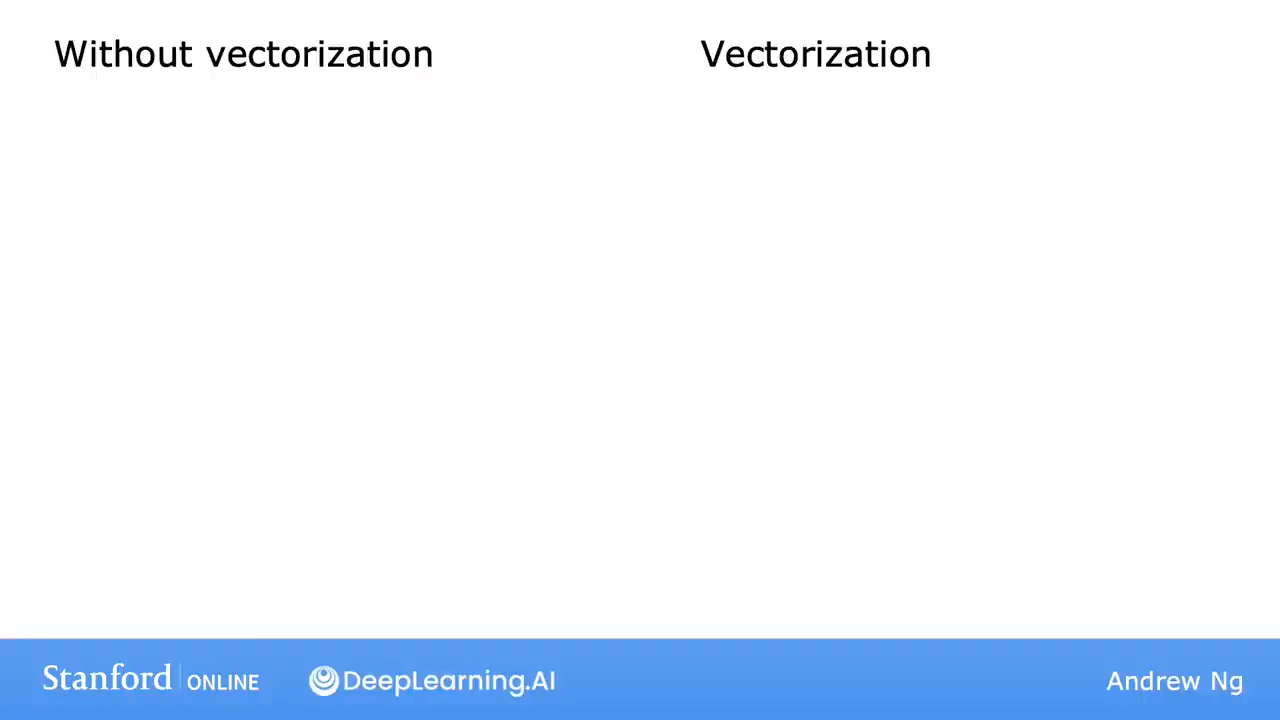 Without vectorization
Vectorization
Stanford ONLINE
DeepLearning.AI
Andrew Ng